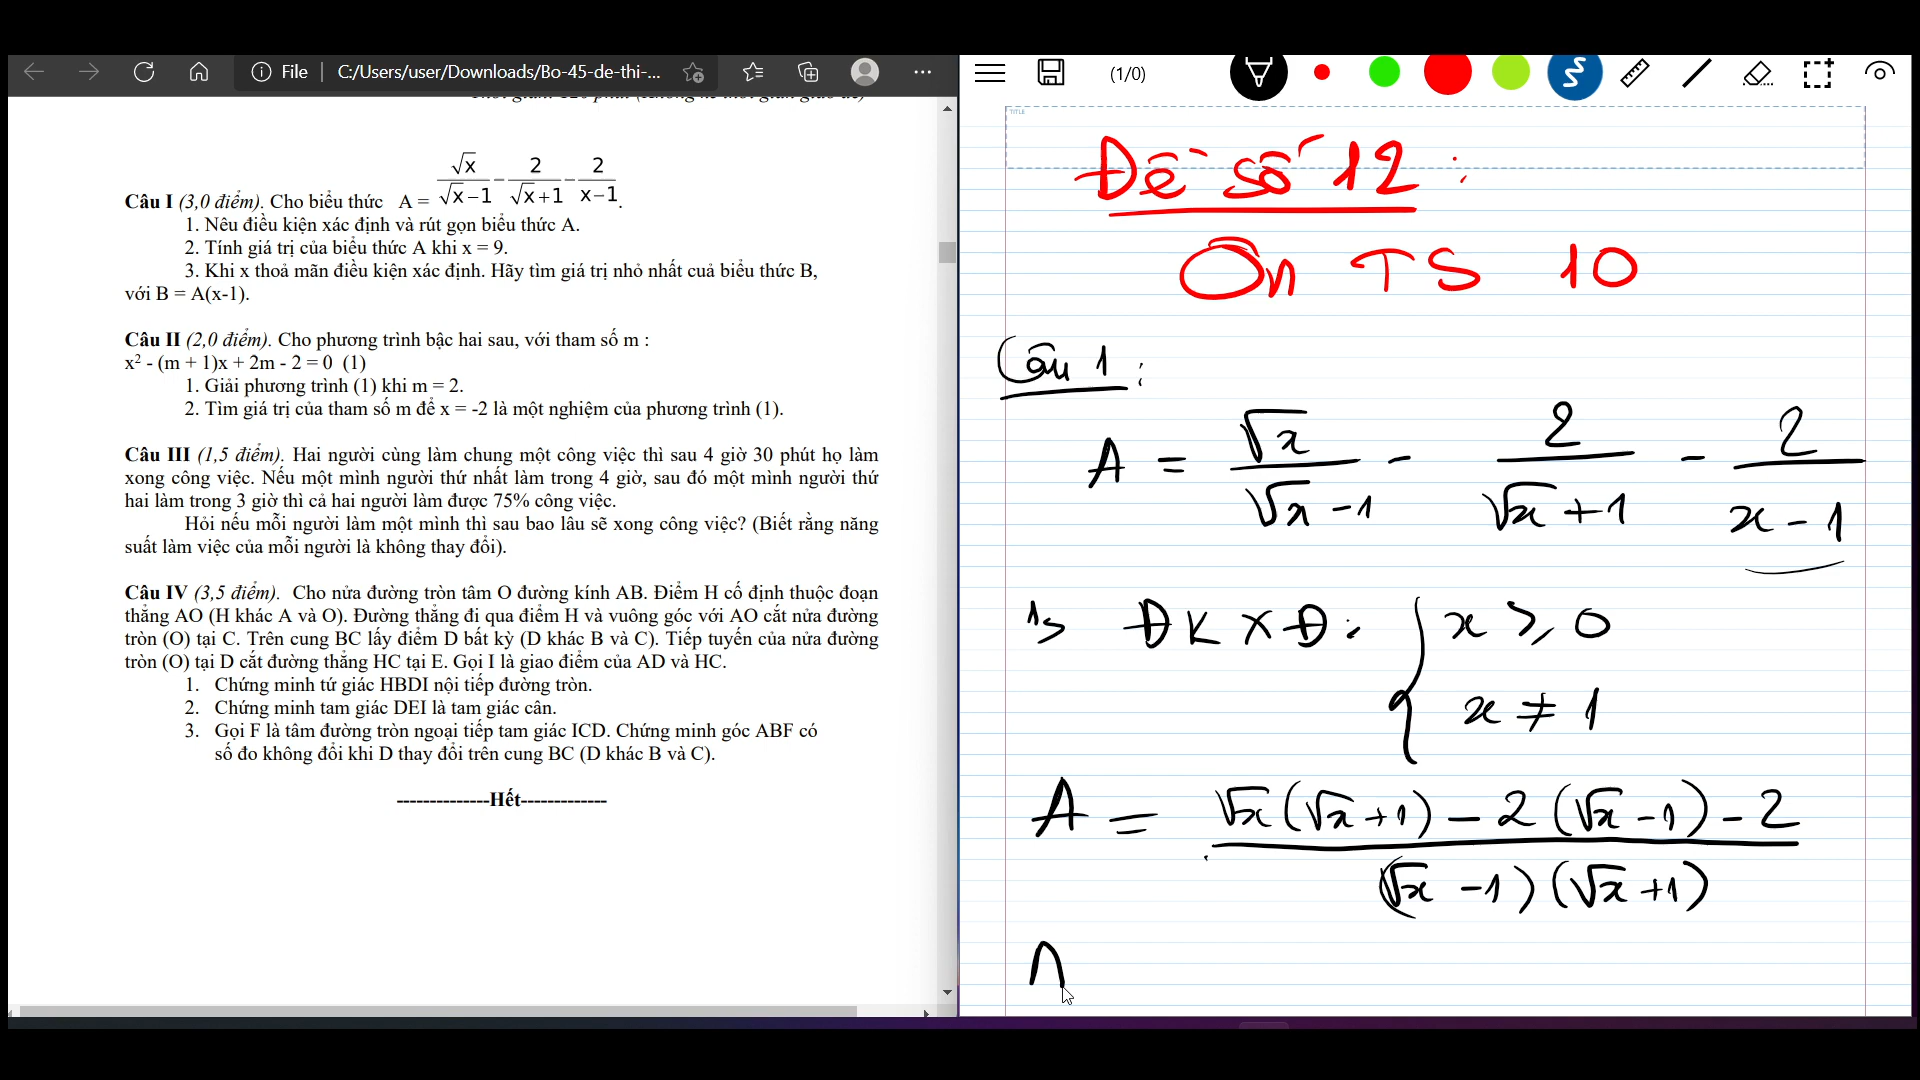 File | C:/Users/user/Downloads/Bo-45-de-thi-...
Câu I (3,0 điểm). Cho biểu thức A = √x/(√x−1) − 2/(√x+1) − 2/(x−1).
1. Nêu điều kiện xác định và rút gọn biểu thức A.
2. Tính giá trị của biểu thức A khi x = 9.
3. Khi x thoả mãn điều kiện xác định. Hãy tìm giá trị nhỏ nhất cuả biểu thức B,
với B = A(x-1).
Câu II (2,0 điểm). Cho phương trình bậc hai sau, với tham số m :
x² - (m + 1)x + 2m - 2 = 0 (1)
1. Giải phương trình (1) khi m = 2.
2. Tìm giá trị của tham số m để x = -2 là một nghiệm của phương trình (1).
Câu III (1,5 điểm). Hai người cùng làm chung một công việc thì sau 4 giờ 30 phút họ làm
xong công việc. Nếu một mình người thứ nhất làm trong 4 giờ, sau đó một mình người thứ
hai làm trong 3 giờ thì cả hai người làm được 75% công việc.
Hỏi nếu mỗi người làm một mình thì sau bao lâu sẽ xong công việc? (Biết rằng năng
suất làm việc của mỗi người là không thay đổi).
Câu IV (3,5 điểm). Cho nửa đường tròn tâm O đường kính AB. Điểm H cố định thuộc đoạn
thẳng AO (H khác A và O). Đường thẳng đi qua điểm H và vuông góc với AO cắt nửa đường
tròn (O) tại C. Trên cung BC lấy điểm D bất kỳ (D khác B và C). Tiếp tuyến của nửa đường
tròn (O) tại D cắt đường thẳng HC tại E. Gọi I là giao điểm của AD và HC.
1. Chứng minh tứ giác HBDI nội tiếp đường tròn.
2. Chứng minh tam giác DEI là tam giác cân.
3. Gọi F là tâm đường tròn ngoại tiếp tam giác ICD. Chứng minh góc ABF có
số đo không đổi khi D thay đổi trên cung BC (D khác B và C).
--------------Hết-------------
(1/0)
TITLE
Đề số 12 :
Ôn TS 10
Câu 1 :
A = √x/(√x −1) − 2/(√x +1) − 2/(x − 1)
1, ĐKXĐ : { x ⩾ 0
x ≠ 1
A = (√x(√x+1) − 2(√x −1) − 2)/((√x −1)(√x +1))